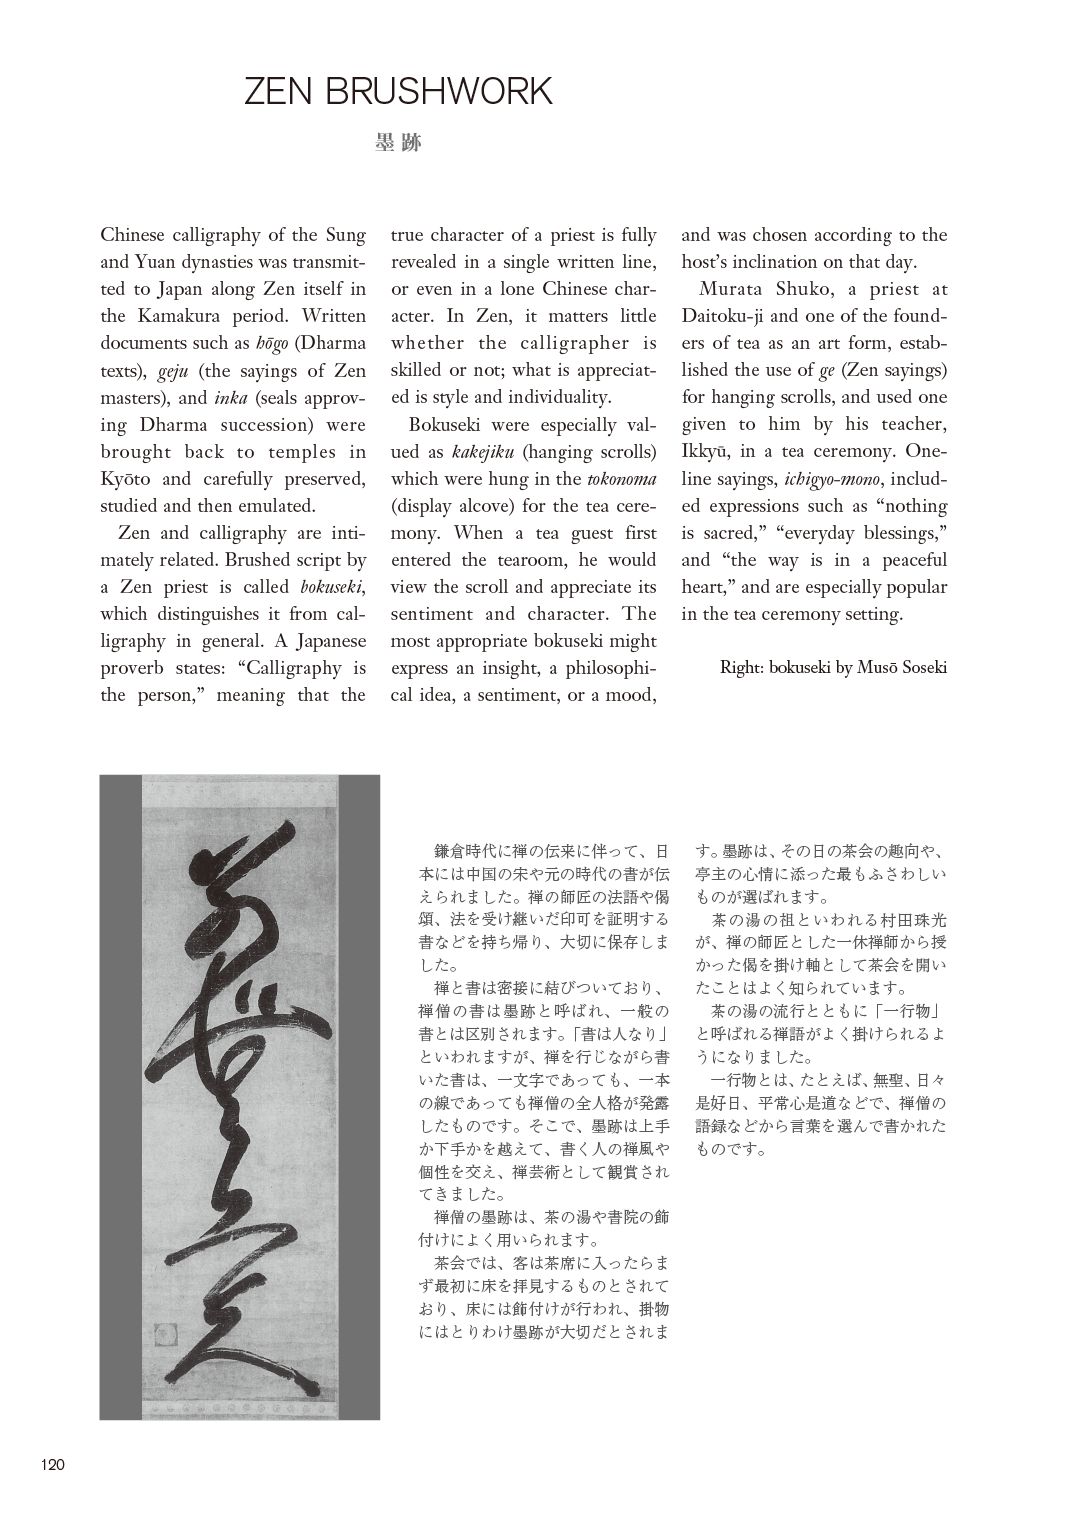 ZEN BRUSHWORK
墨跡
Chinese calligraphy of the Sung
and Yuan dynasties was transmit-
ted to Japan along Zen itself in
the Kamakura period. Written
documents such as hōgo (Dharma
texts), geju (the sayings of Zen
masters), and inka (seals approv-
ing Dharma succession) were
brought back to temples in
Kyōto and carefully preserved,
studied and then emulated.
Zen and calligraphy are inti-
mately related. Brushed script by
a Zen priest is called bokuseki,
which distinguishes it from cal-
ligraphy in general. A Japanese
proverb states: “Calligraphy is
the person,” meaning that the
true character of a priest is fully
revealed in a single written line,
or even in a lone Chinese char-
acter. In Zen, it matters little
whether the calligrapher is
skilled or not; what is appreciat-
ed is style and individuality.
Bokuseki were especially val-
ued as kakejiku (hanging scrolls)
which were hung in the tokonoma
(display alcove) for the tea cere-
mony. When a tea guest first
entered the tearoom, he would
view the scroll and appreciate its
sentiment and character. The
most appropriate bokuseki might
express an insight, a philosophi-
cal idea, a sentiment, or a mood,
and was chosen according to the
host’s inclination on that day.
Murata Shuko, a priest at
Daitoku-ji and one of the found-
ers of tea as an art form, estab-
lished the use of ge (Zen sayings)
for hanging scrolls, and used one
given to him by his teacher,
Ikkyū, in a tea ceremony. One-
line sayings, ichigyo-mono, includ-
ed expressions such as “nothing
is sacred,” “everyday blessings,”
and “the way is in a peaceful
heart,” and are especially popular
in the tea ceremony setting.
Right: bokuseki by Musō Soseki
鎌倉時代に禅の伝来に伴って、日
本には中国の宋や元の時代の書が伝
えられました。禅の師匠の法語や偈
頌、法を受け継いだ印可を証明する
書などを持ち帰り、大切に保存しま
した。
禅と書は密接に結びついており、
禅僧の書は墨跡と呼ばれ、一般の
書とは区別されます。「書は人なり」
といわれますが、禅を行じながら書
いた書は、一文字であっても、一本
の線であっても禅僧の全人格が発露
したものです。そこで、墨跡は上手
か下手かを越えて、書く人の禅風や
個性を交え、禅芸術として観賞され
てきました。
禅僧の墨跡は、茶の湯や書院の飾
付けによく用いられます。
茶会では、客は茶席に入ったらま
ず最初に床を拝見するものとされて
おり、床には飾付けが行われ、掛物
にはとりわけ墨跡が大切だとされま
す。墨跡は、その日の茶会の趣向や、
亭主の心情に添った最もふさわしい
ものが選ばれます。
茶の湯の祖といわれる村田珠光
が、禅の師匠とした一休禅師から授
かった偈を掛け軸として茶会を開い
たことはよく知られています。
茶の湯の流行とともに「一行物」
と呼ばれる禅語がよく掛けられるよ
うになりました。
一行物とは、たとえば、無聖、日々
是好日、平常心是道などで、禅僧の
語録などから言葉を選んで書かれた
ものです。
120